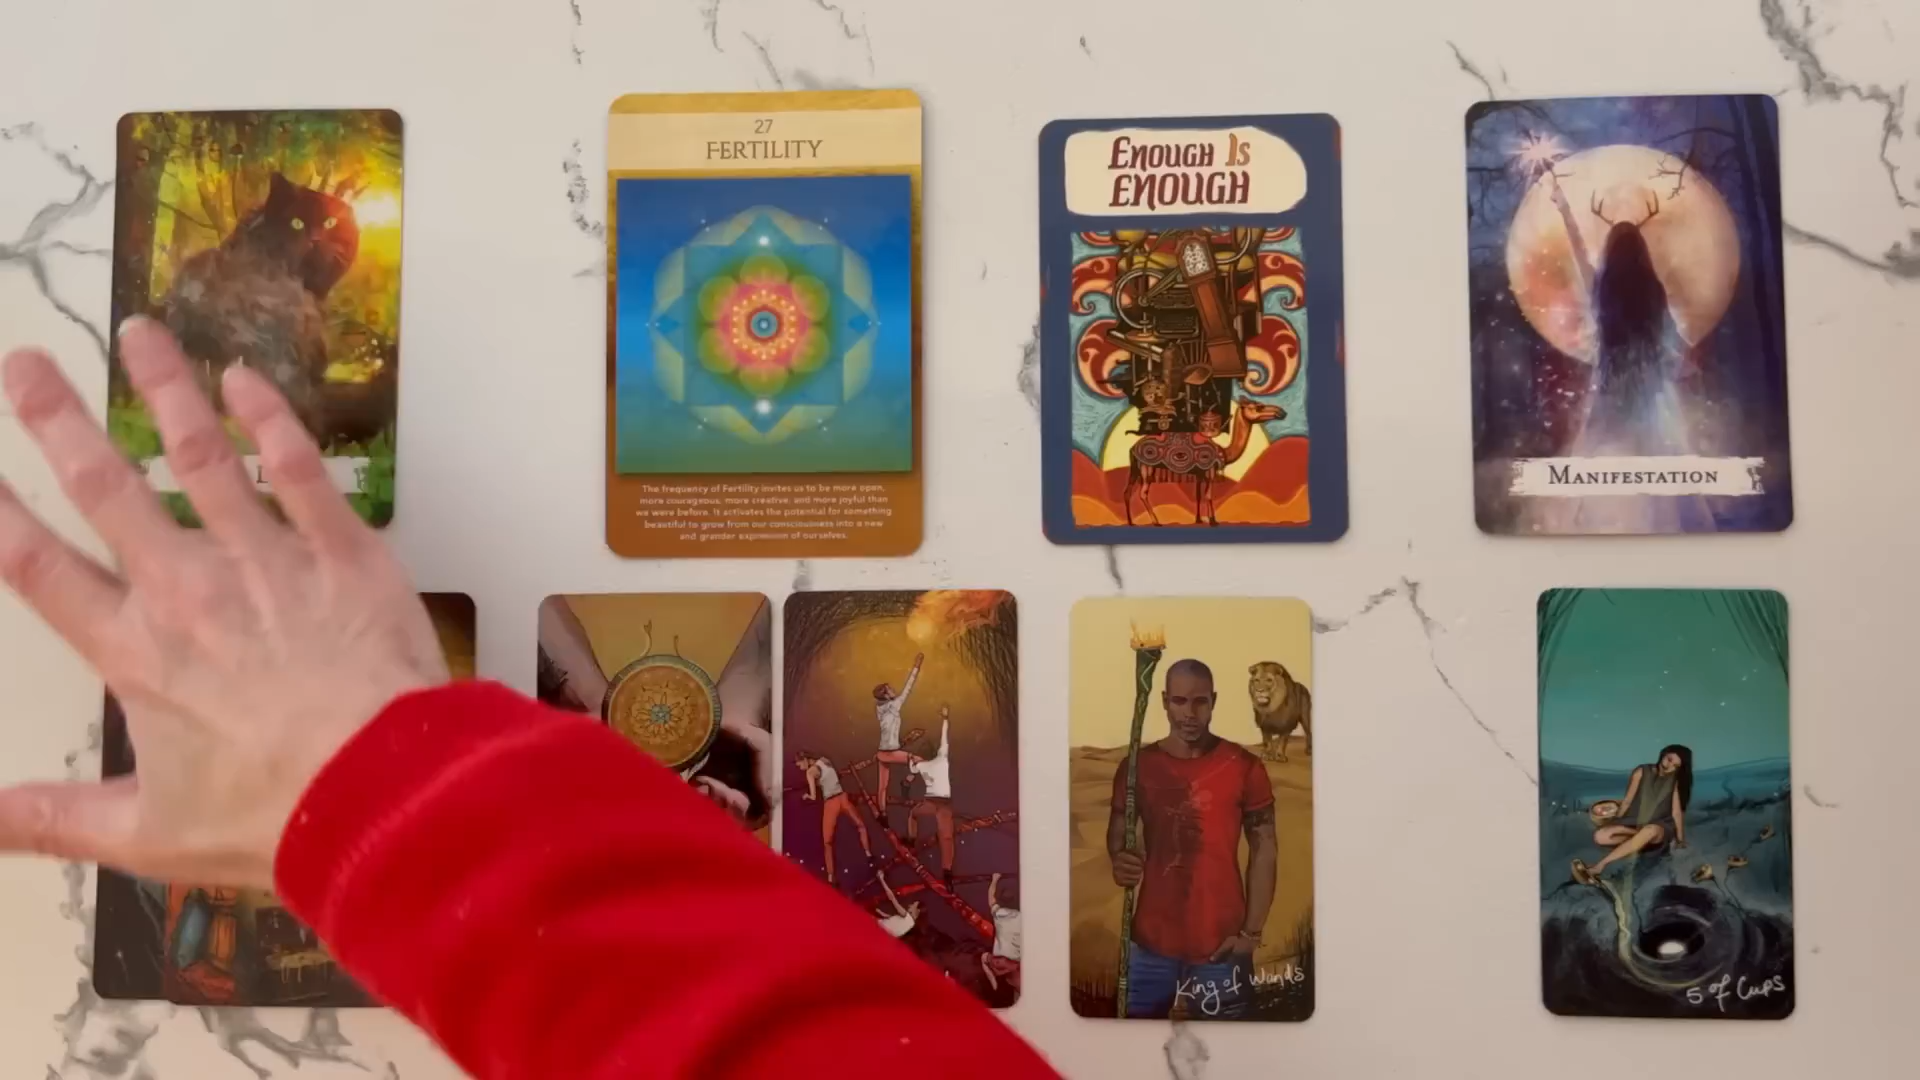 27
FERTILITY
The frequency of Fertility invites us to be more open,
more courageous, more creative, and more joyful than
we were before. It activates the potential for something
beautiful to grow from our consciousness into a new
and grander expression of ourselves.
ENOUGH IS
ENOUGH
MANIFESTATION
King of Wands
5 of Cups